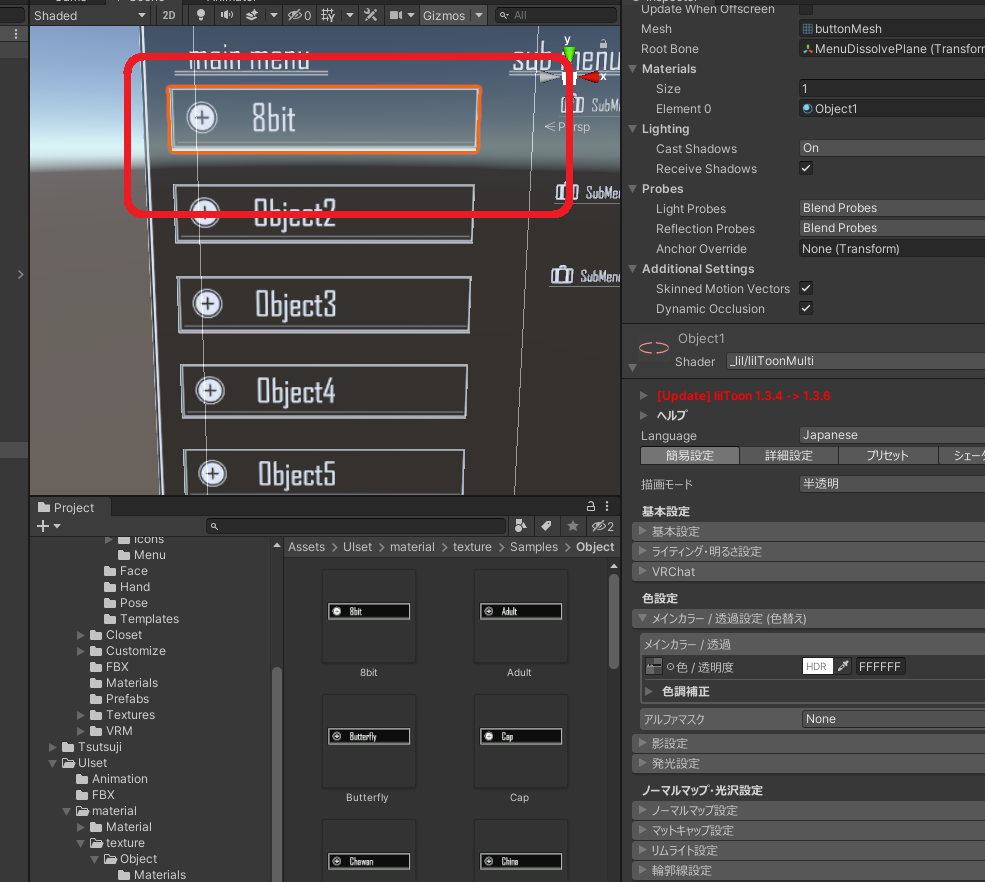 Shaded
2D
0
Gizmos
All
main menu
sub menu
y
x
Persp
8bit
Object2
Object3
Object4
Object5
SubMen
SubMen
SubMen
Project
2
Icons
Menu
Face
Hand
Pose
Templates
Closet
Customize
FBX
Materials
Prefabs
Textures
VRM
Tsutsuji
UIset
Animation
FBX
material
Material
texture
Object
Materials
Assets > UIset > material > texture > Samples > Object
8bit
Adult
8bit
Adult
Butterfly
Cap
Butterfly
Cap
Chawan
China
Update When Offscreen
Mesh buttonMesh
Root Bone MenuDissolvePlane (Transform
Materials
Size 1
Element 0 Object1
Lighting
Cast Shadows On
Receive Shadows
Probes
Light Probes Blend Probes
Reflection Probes Blend Probes
Anchor Override None (Transform)
Additional Settings
Skinned Motion Vectors
Dynamic Occlusion
Object1
Shader _lil/lilToonMulti
[Update] lilToon 1.3.4 -> 1.3.6
ヘルプ
Language Japanese
簡易設定 詳細設定 プリセット シェー
描画モード 半透明
基本設定
基本設定
ライティング・明るさ設定
VRChat
色設定
メインカラー / 透過設定 (色替え)
メインカラー / 透過
色 / 透明度 HDR FFFFFF
色調補正
アルファマスク None
影設定
発光設定
ノーマルマップ・光沢設定
ノーマルマップ設定
マットキャップ設定
リムライト設定
輪郭線設定